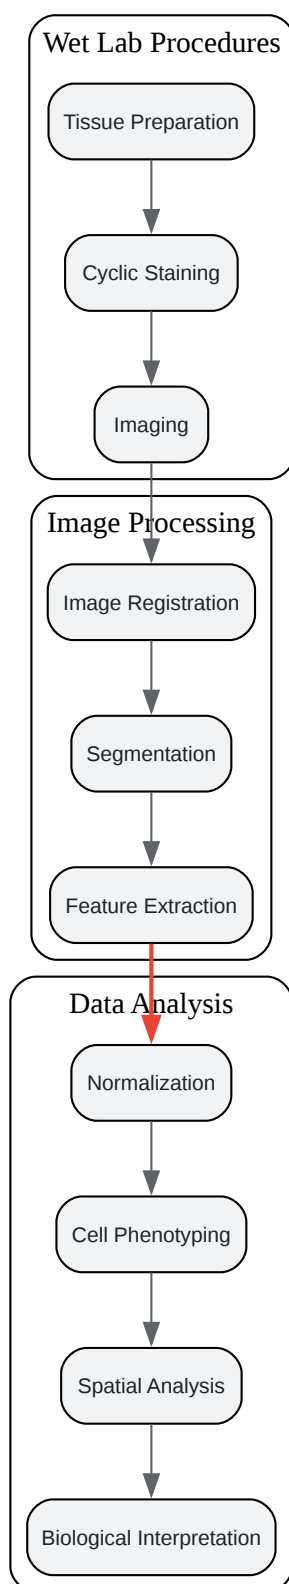 Wet Lab Procedures
Tissue Preparation
Cyclic Staining
Imaging
Image Processing
Image Registration
Segmentation
Feature Extraction
Data Analysis
Normalization
Cell Phenotyping
Spatial Analysis
Biological Interpretation